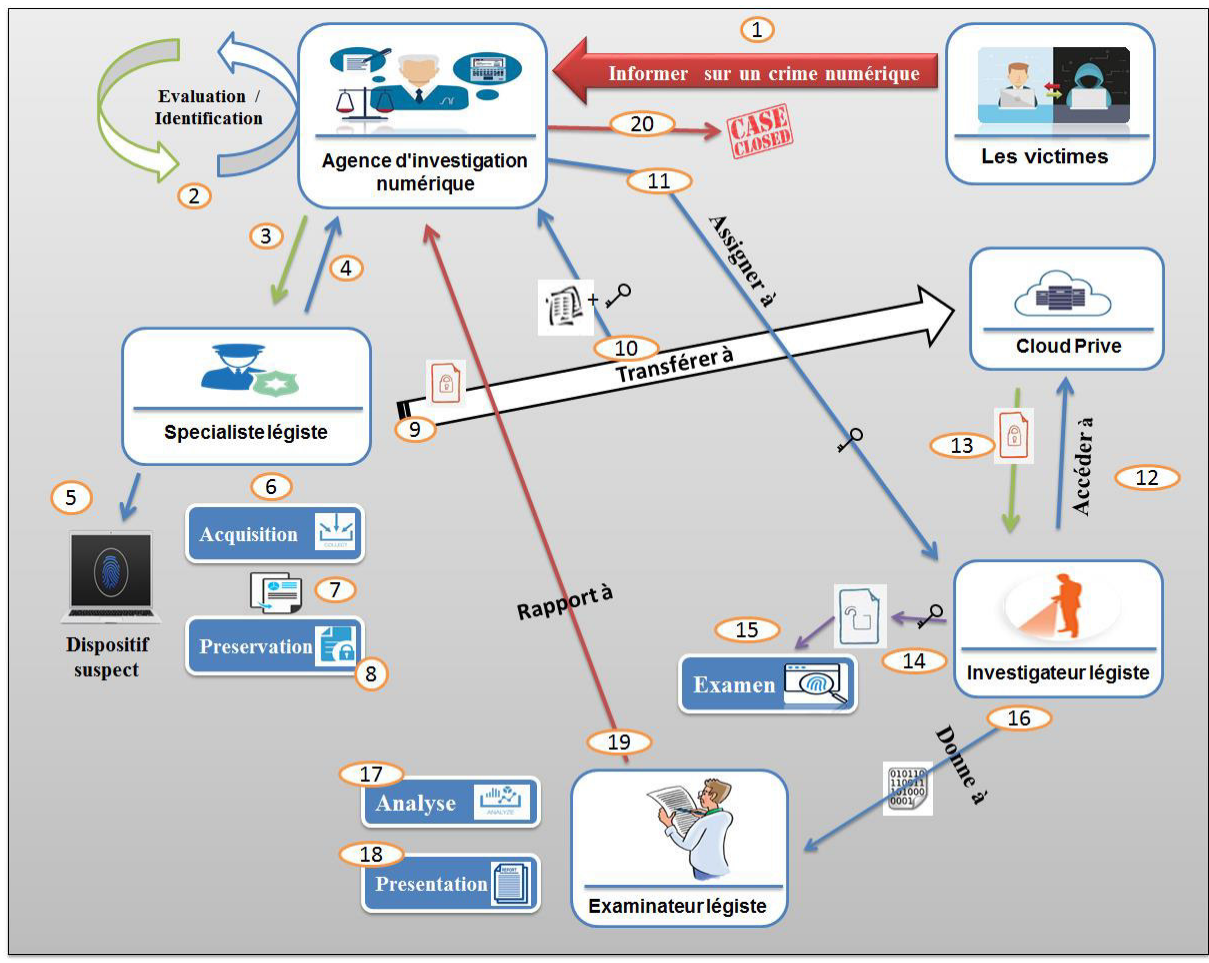 1
Informer sur un crime numérique
Evaluation /
Identification
2
Agence d'investigation
numérique
20
CASE
CLOSED
Les victimes
11
3
4
Assigner à
10
+
Transférer à
Cloud Prive
9
Specialiste légiste
13
12
Accéder à
5
6
Acquisition
COLLECT
7
Preservation
8
Dispositif
suspect
Rapport à
15
14
Examen
Investigateur légiste
16
Donne à
010110
110011
101000
0001
19
17
Analyse
ANALYZE
18
Presentation
REPORT
Examinateur légiste